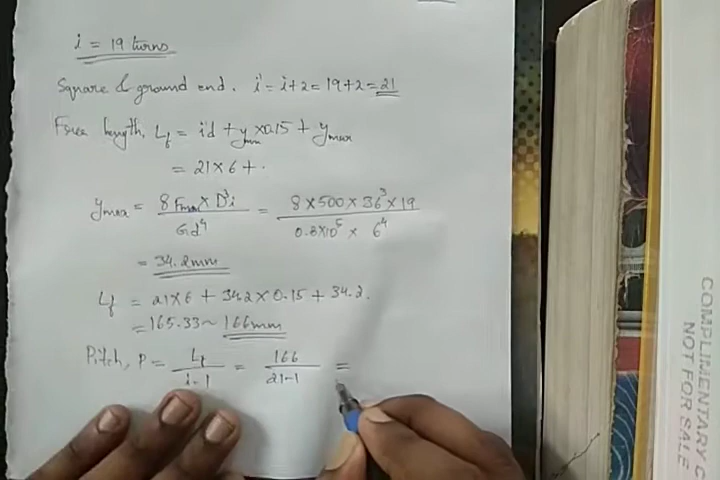 i = 19 turns
Square & ground end. i' = i+2 = 19+2 = 21
Free length, Lf = i'd + ymax × 0.15 + ymax
= 21 × 6 + .
ymax = 8 Fmax × D³i / Gd⁴ = 8 × 500 × 36³ × 19 / 0.8×10⁵ × 6⁴
= 34.2mm
Lf = 21×6 + 34.2 × 0.15 + 34.2.
= 165.33 ~ 166mm
Pitch, P = Lf / i-1 = 166 / 21-1 =
COMPLIMENTARY C
NOT FOR SALE